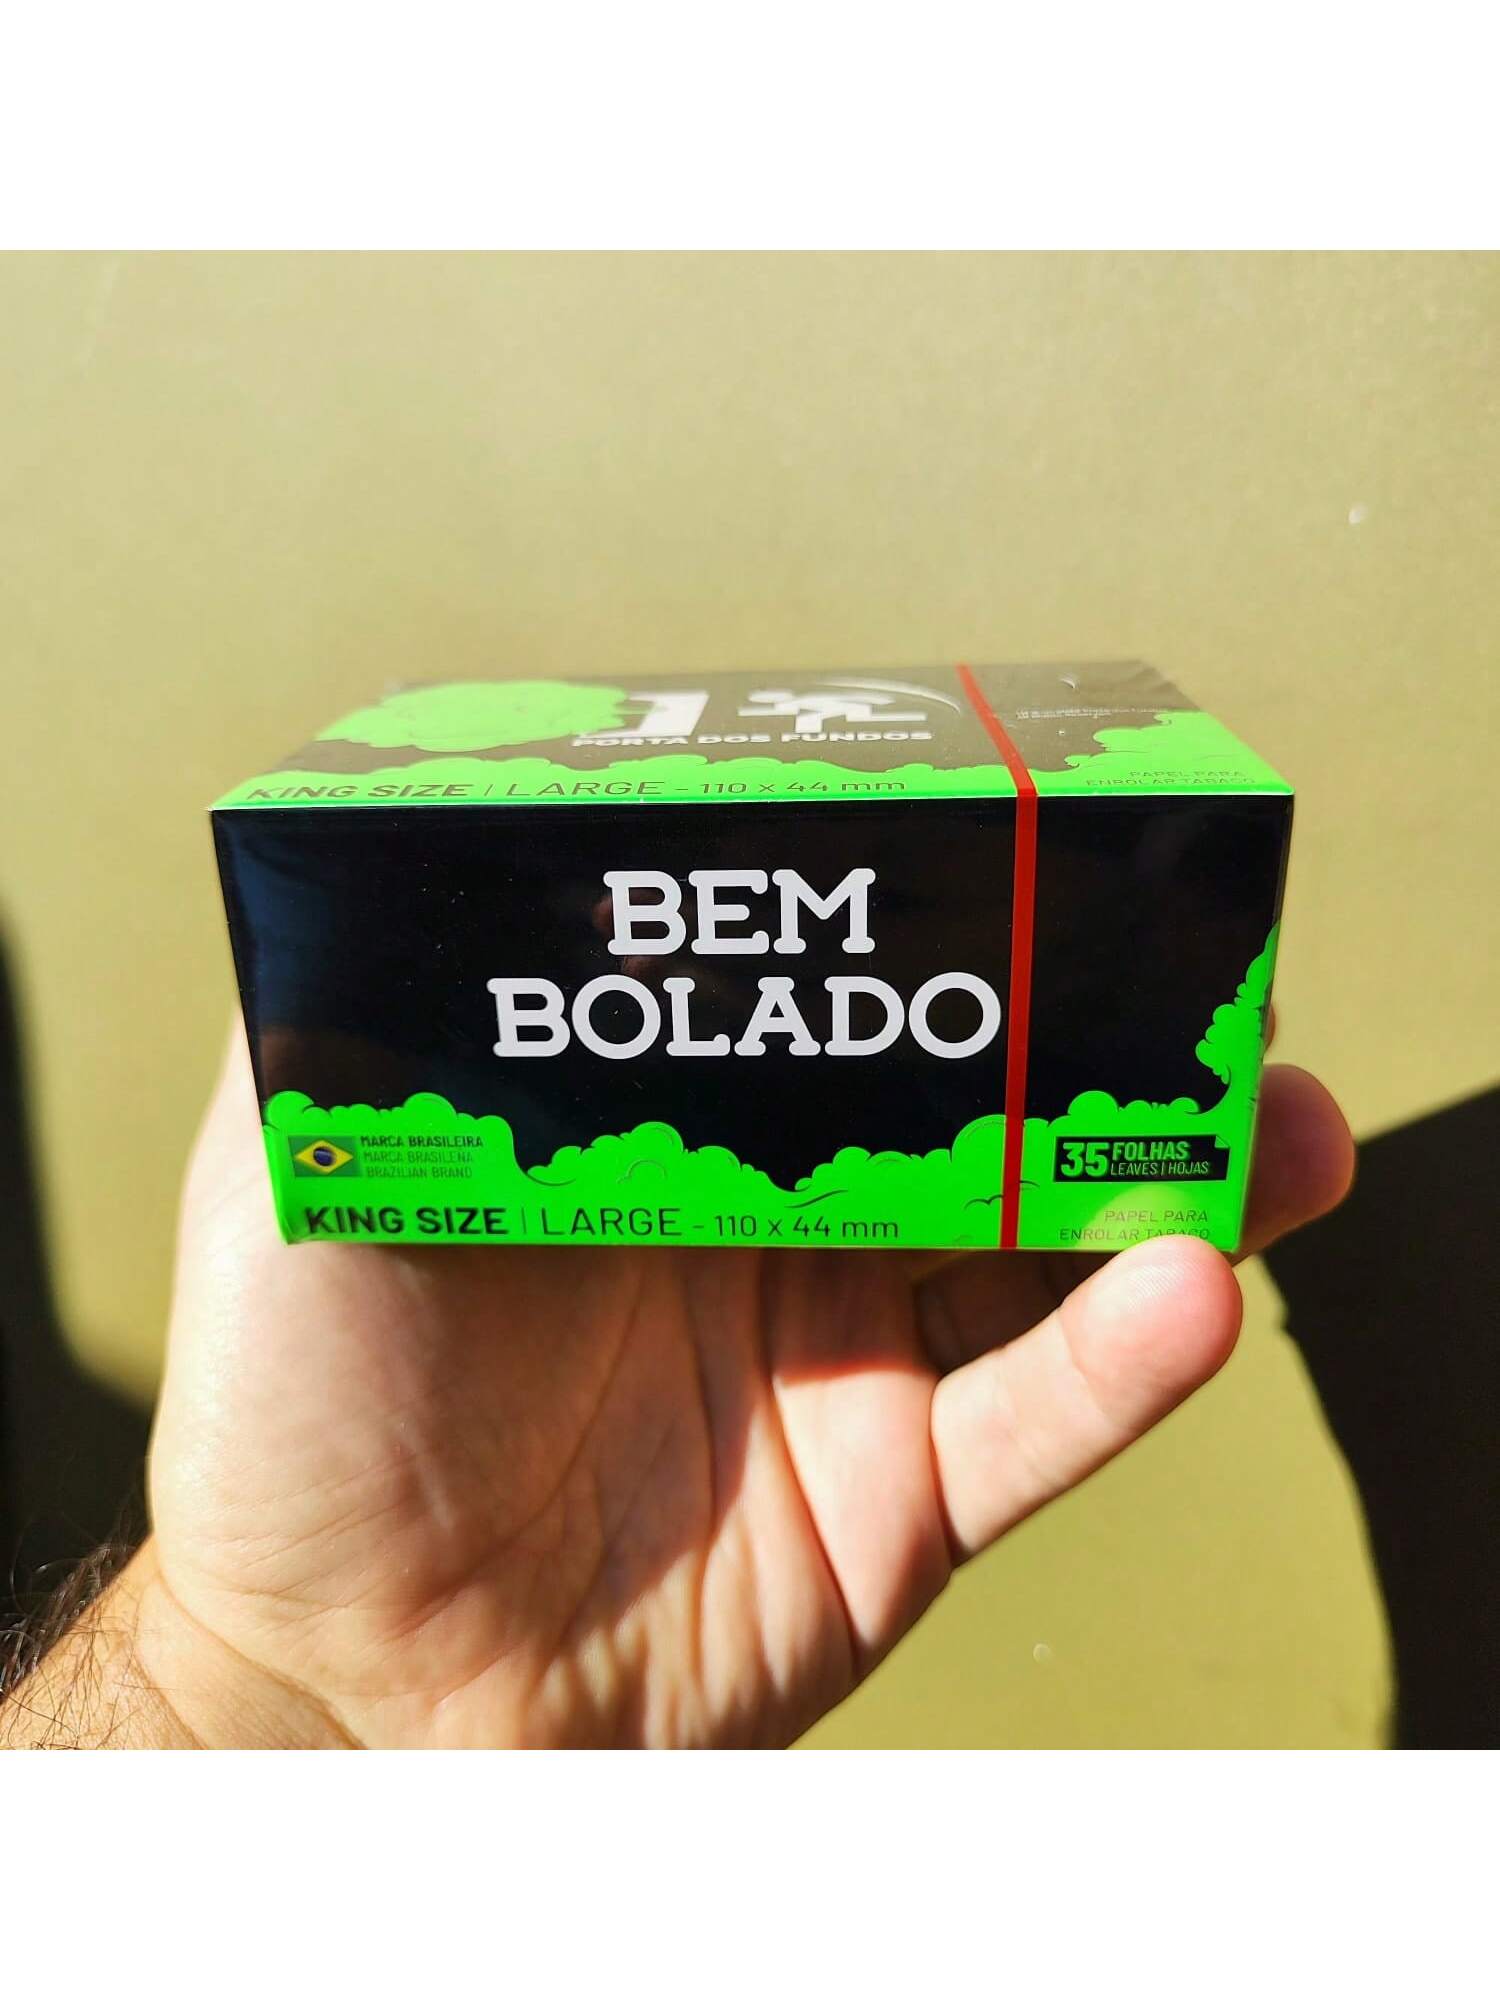 PORTA DOS FUNDOS
KING SIZE | LARGE - 110 x 44 mm
PAPEL PARA
ENROLAR TABACO
BEM
BOLADO
MARCA BRASILEIRA
MARCA BRASILEÑA
BRAZILIAN BRAND
35 FOLHAS
LEAVES | HOJAS
KING SIZE | LARGE - 110 x 44 mm
PAPEL PARA
ENROLAR TABACO